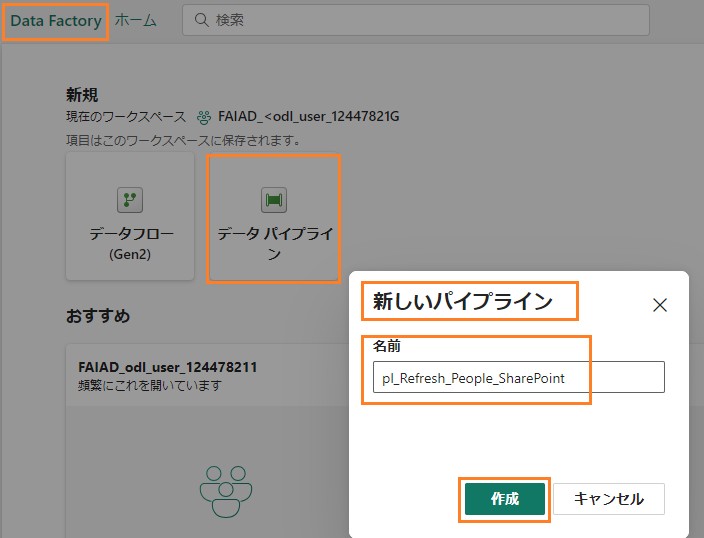 Data Factory ホーム 検索
新規
現在のワークスペース FAIAD_<odl_user_12447821G
項目はこのワークスペースに保存されます。
データフロー
(Gen2)
データ パイプライ
ン
おすすめ
FAIAD_odl_user_124478211
頻繁にこれを開いています
新しいパイプライン
名前
pl_Refresh_People_SharePoint
作成 キャンセル